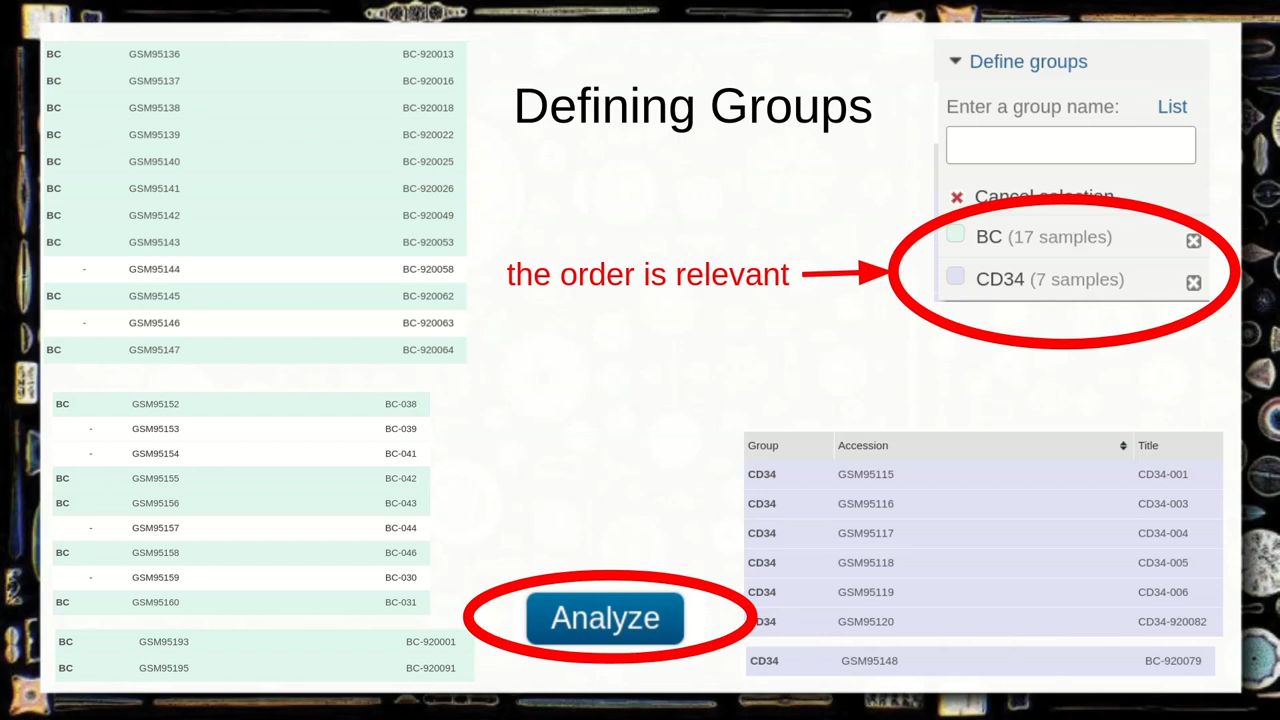 Defining Groups
BC GSM95136 BC-920013
BC GSM95137 BC-920016
BC GSM95138 BC-920018
BC GSM95139 BC-920022
BC GSM95140 BC-920025
BC GSM95141 BC-920026
BC GSM95142 BC-920049
BC GSM95143 BC-920053
- GSM95144 BC-920058
BC GSM95145 BC-920062
- GSM95146 BC-920063
BC GSM95147 BC-920064
BC GSM95152 BC-038
- GSM95153 BC-039
- GSM95154 BC-041
BC GSM95155 BC-042
BC GSM95156 BC-043
- GSM95157 BC-044
BC GSM95158 BC-046
- GSM95159 BC-030
BC GSM95160 BC-031
BC GSM95193 BC-920001
BC GSM95195 BC-920091
Define groups
Enter a group name: List
Cancel selection
BC (17 samples)
CD34 (7 samples)
the order is relevant
Analyze
Group Accession Title
CD34 GSM95115 CD34-001
CD34 GSM95116 CD34-003
CD34 GSM95117 CD34-004
CD34 GSM95118 CD34-005
CD34 GSM95119 CD34-006
CD34 GSM95120 CD34-920082
CD34 GSM95148 BC-920079